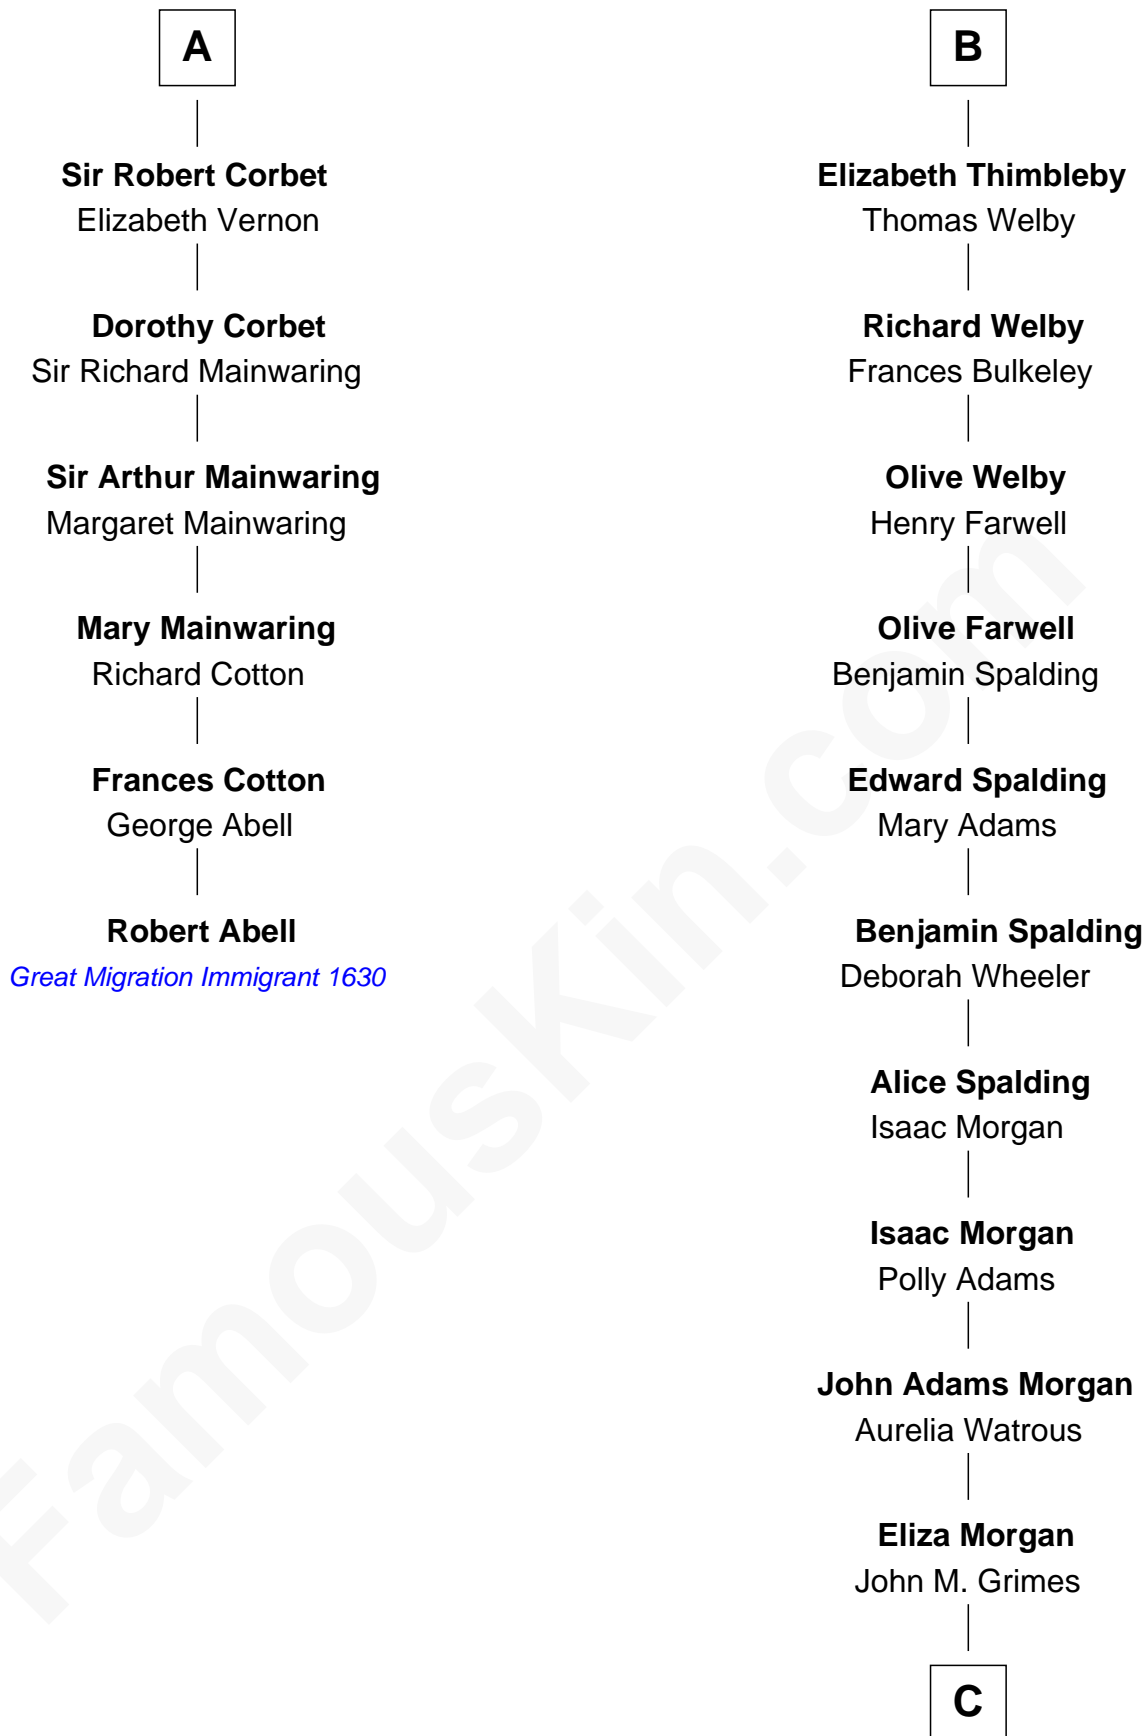 A
Sir Robert Corbet
Elizabeth Vernon
Dorothy Corbet
Sir Richard Mainwaring
Sir Arthur Mainwaring
Margaret Mainwaring
Mary Mainwaring
Richard Cotton
Frances Cotton
George Abell
Robert Abell
Great Migration Immigrant 1630
B
Elizabeth Thimbleby
Thomas Welby
Richard Welby
Frances Bulkeley
Olive Welby
Henry Farwell
Olive Farwell
Benjamin Spalding
Edward Spalding
Mary Adams
Benjamin Spalding
Deborah Wheeler
Alice Spalding
Isaac Morgan
Isaac Morgan
Polly Adams
John Adams Morgan
Aurelia Watrous
Eliza Morgan
John M. Grimes
C
FamousKin.com